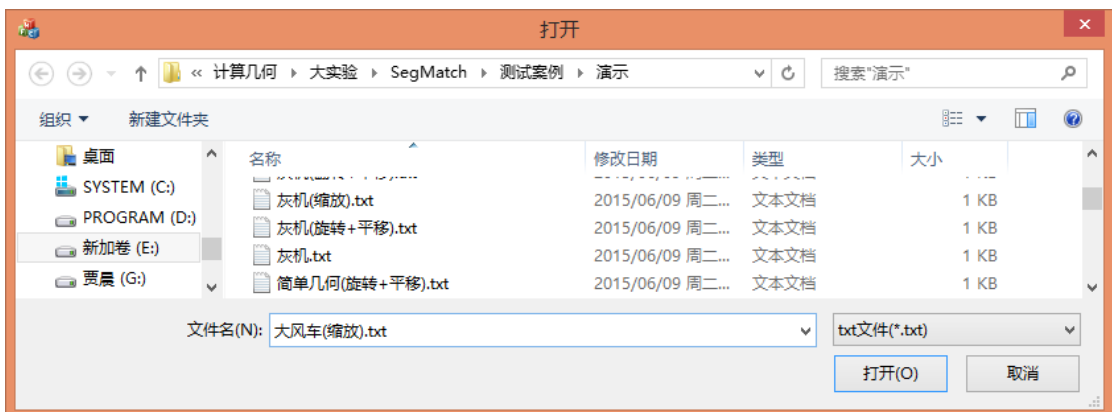 打开
« 计算几何 ▸ 大实验 ▸ SegMatch ▸ 测试案例 ▸ 演示
搜索"演示"
组织 新建文件夹
桌面
SYSTEM (C:)
PROGRAM (D:)
新加卷 (E:)
贾晨 (G:)
名称 修改日期 类型 大小
灰机(缩放).txt 2015/06/09 周二... 文本文档 1 KB
灰机(旋转+平移).txt 2015/06/09 周二... 文本文档 1 KB
灰机.txt 2015/06/09 周二... 文本文档 1 KB
简单几何(旋转+平移).txt 2015/06/09 周二... 文本文档 1 KB
文件名(N): 大风车(缩放).txt txt文件(*.txt)
打开(O) 取消